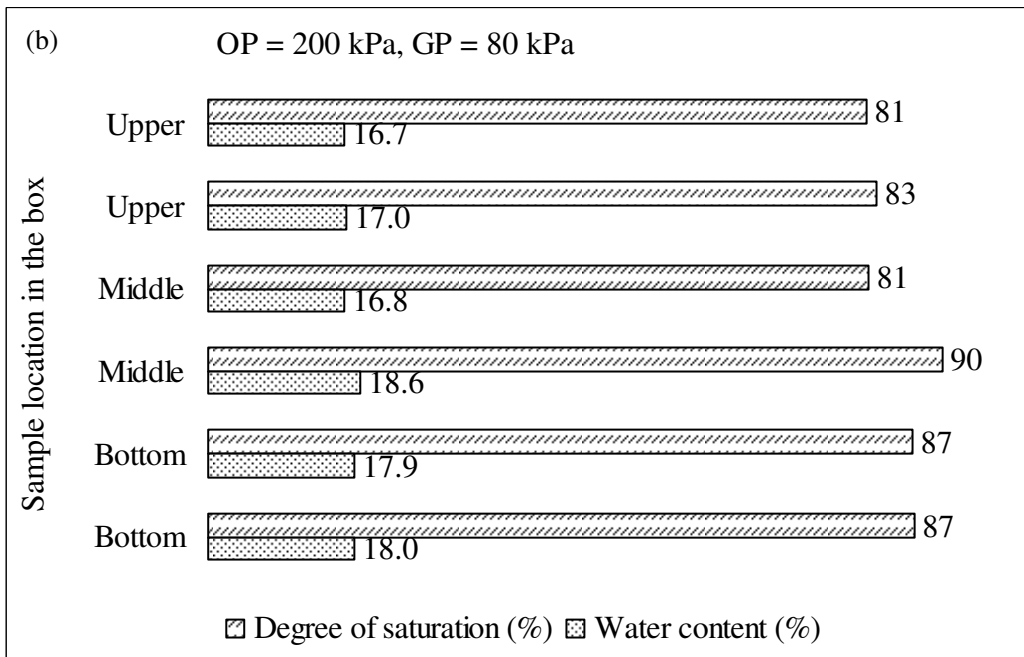 (b)
OP = 200 kPa, GP = 80 kPa
Sample location in the box
Upper
81
16.7
Upper
83
17.0
Middle
81
16.8
Middle
90
18.6
Bottom
87
17.9
Bottom
87
18.0
Degree of saturation (%) Water content (%)